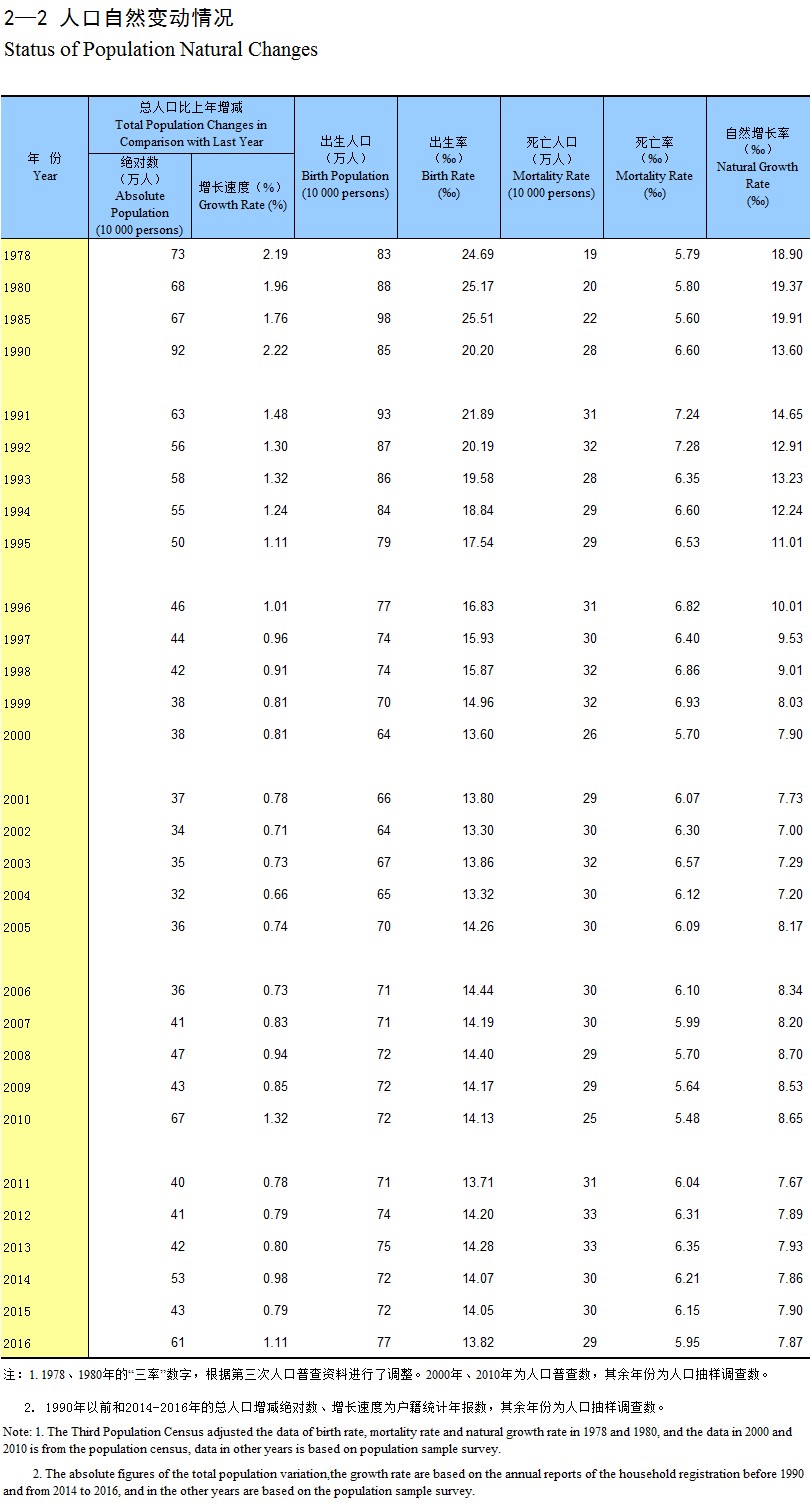 2—2 人口自然变动情况
Status of Population Natural Changes
年 份
Year
总人口比上年增减
Total Population Changes in
Comparison with Last Year
绝对数
（万人）
Absolute
Population
(10 000 persons)
增长速度（%）
Growth Rate (%)
出生人口
（万人）
Birth Population
(10 000 persons)
出生率
（‰）
Birth Rate
(‰)
死亡人口
（万人）
Mortality Rate
(10 000 persons)
死亡率
（‰）
Mortality Rate
(‰)
自然增长率
（‰）
Natural Growth
Rate
(‰)
1978 73 2.19 83 24.69 19 5.79 18.90
1980 68 1.96 88 25.17 20 5.80 19.37
1985 67 1.76 98 25.51 22 5.60 19.91
1990 92 2.22 85 20.20 28 6.60 13.60
1991 63 1.48 93 21.89 31 7.24 14.65
1992 56 1.30 87 20.19 32 7.28 12.91
1993 58 1.32 86 19.58 28 6.35 13.23
1994 55 1.24 84 18.84 29 6.60 12.24
1995 50 1.11 79 17.54 29 6.53 11.01
1996 46 1.01 77 16.83 31 6.82 10.01
1997 44 0.96 74 15.93 30 6.40 9.53
1998 42 0.91 74 15.87 32 6.86 9.01
1999 38 0.81 70 14.96 32 6.93 8.03
2000 38 0.81 64 13.60 26 5.70 7.90
2001 37 0.78 66 13.80 29 6.07 7.73
2002 34 0.71 64 13.30 30 6.30 7.00
2003 35 0.73 67 13.86 32 6.57 7.29
2004 32 0.66 65 13.32 30 6.12 7.20
2005 36 0.74 70 14.26 30 6.09 8.17
2006 36 0.73 71 14.44 30 6.10 8.34
2007 41 0.83 71 14.19 30 5.99 8.20
2008 47 0.94 72 14.40 29 5.70 8.70
2009 43 0.85 72 14.17 29 5.64 8.53
2010 67 1.32 72 14.13 25 5.48 8.65
2011 40 0.78 71 13.71 31 6.04 7.67
2012 41 0.79 74 14.20 33 6.31 7.89
2013 42 0.80 75 14.28 33 6.35 7.93
2014 53 0.98 72 14.07 30 6.21 7.86
2015 43 0.79 72 14.05 30 6.15 7.90
2016 61 1.11 77 13.82 29 5.95 7.87
注：1. 1978、1980年的“三率”数字，根据第三次人口普查资料进行了调整。2000年、2010年为人口普查数，其余年份为人口抽样调查数。
2. 1990年以前和2014-2016年的总人口增减绝对数、增长速度为户籍统计年报数，其余年份为人口抽样调查数。
Note: 1. The Third Population Census adjusted the data of birth rate, mortality rate and natural growth rate in 1978 and 1980, and the data in 2000 and
2010 is from the population census, data in other years is based on population sample survey.
2. The absolute figures of the total population variation,the growth rate are based on the annual reports of the household registration before 1990
and from 2014 to 2016, and in the other years are based on the population sample survey.